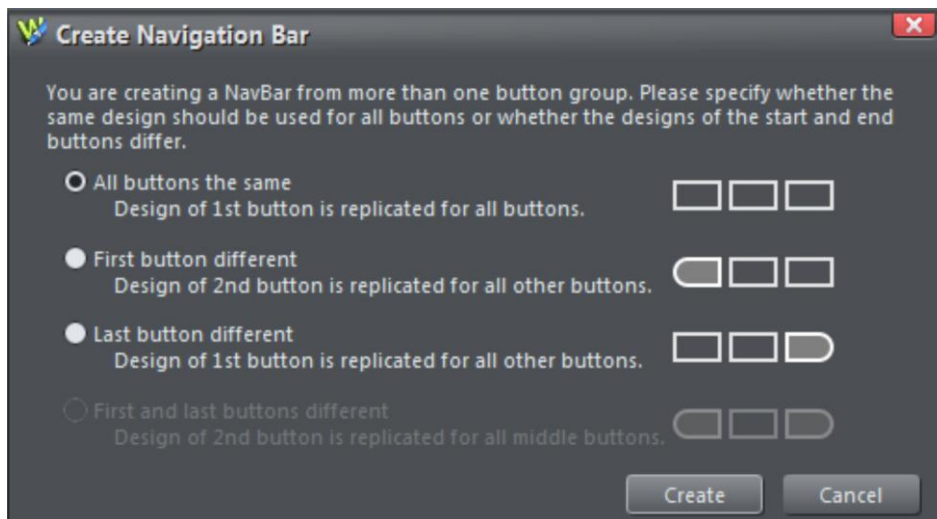 Create Navigation Bar
You are creating a NavBar from more than one button group. Please specify whether the
same design should be used for all buttons or whether the designs of the start and end
buttons differ.
All buttons the same
Design of 1st button is replicated for all buttons.
First button different
Design of 2nd button is replicated for all other buttons.
Last button different
Design of 1st button is replicated for all other buttons.
First and last buttons different
Design of 2nd button is replicated for all middle buttons.
Create
Cancel